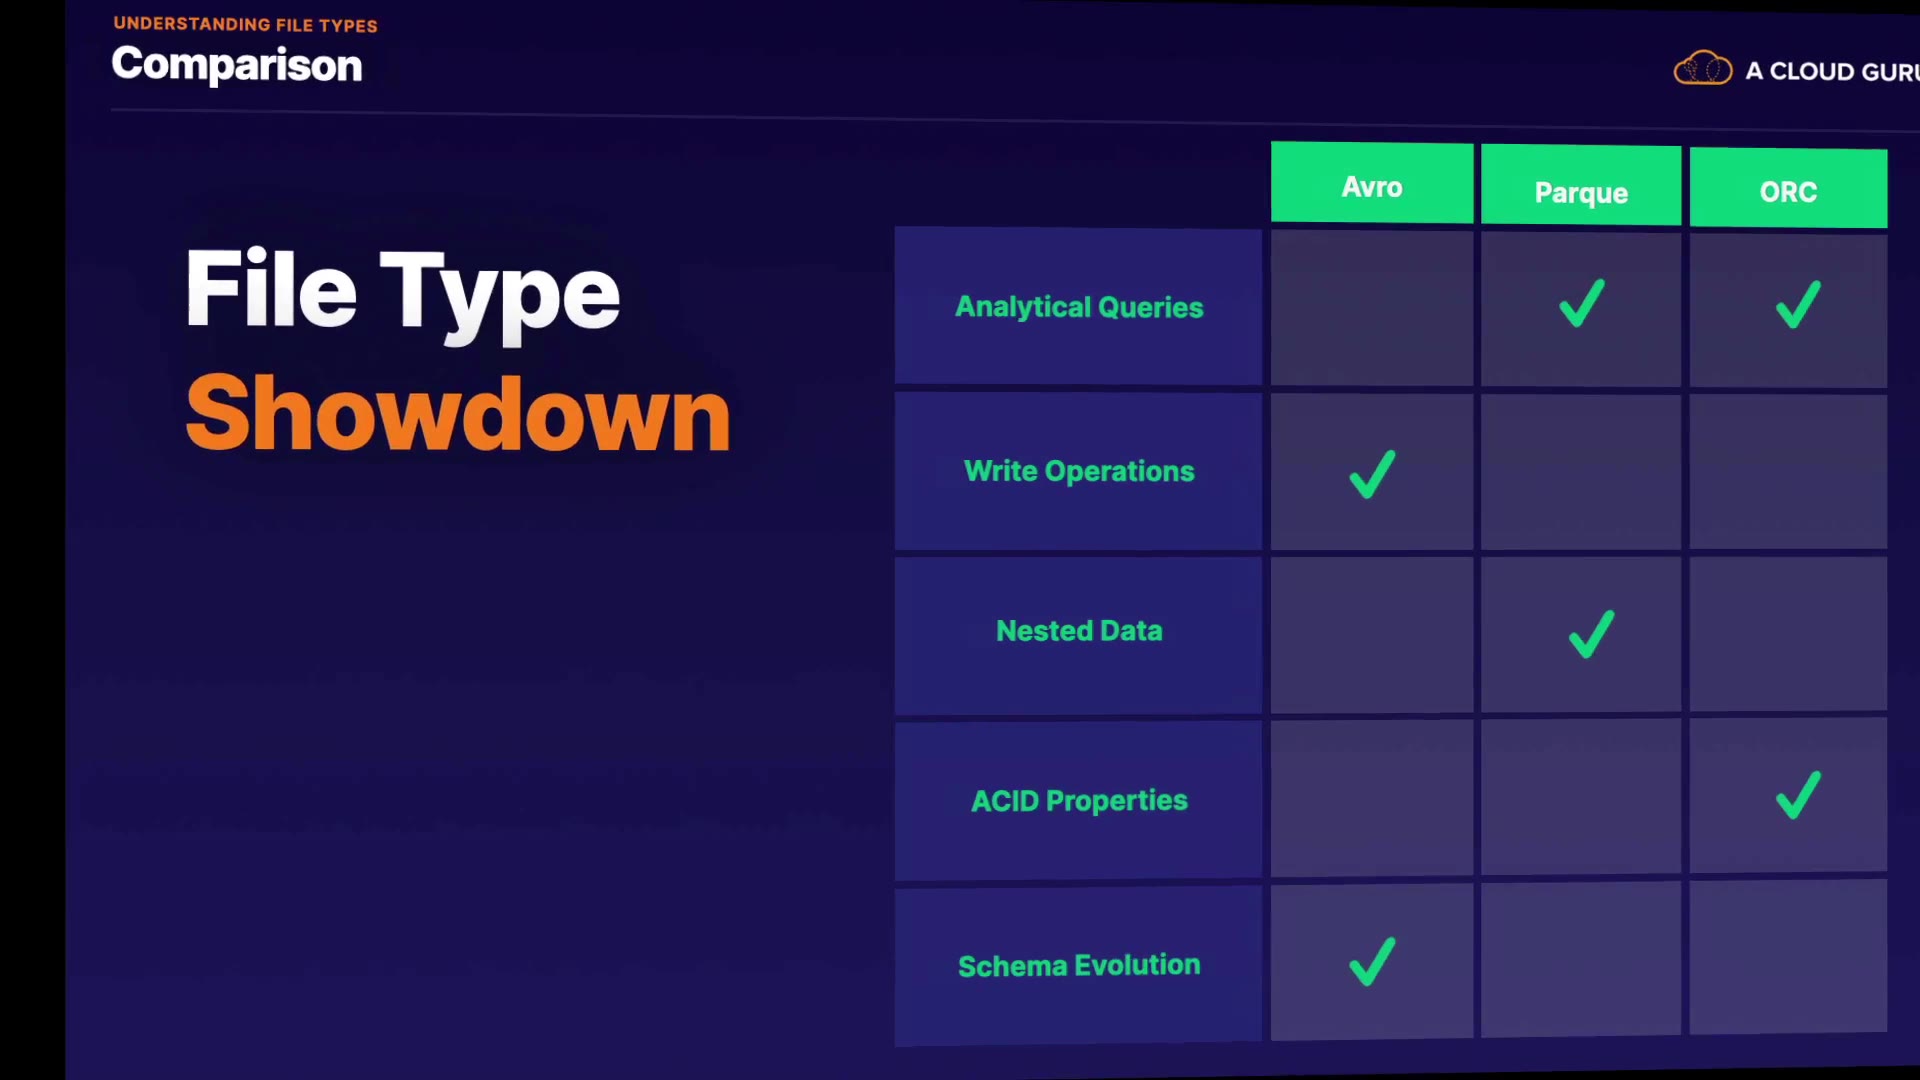 UNDERSTANDING FILE TYPES
Comparison
A CLOUD GURU
File Type
Showdown
Avro
Parque
ORC
Analytical Queries
Write Operations
Nested Data
ACID Properties
Schema Evolution